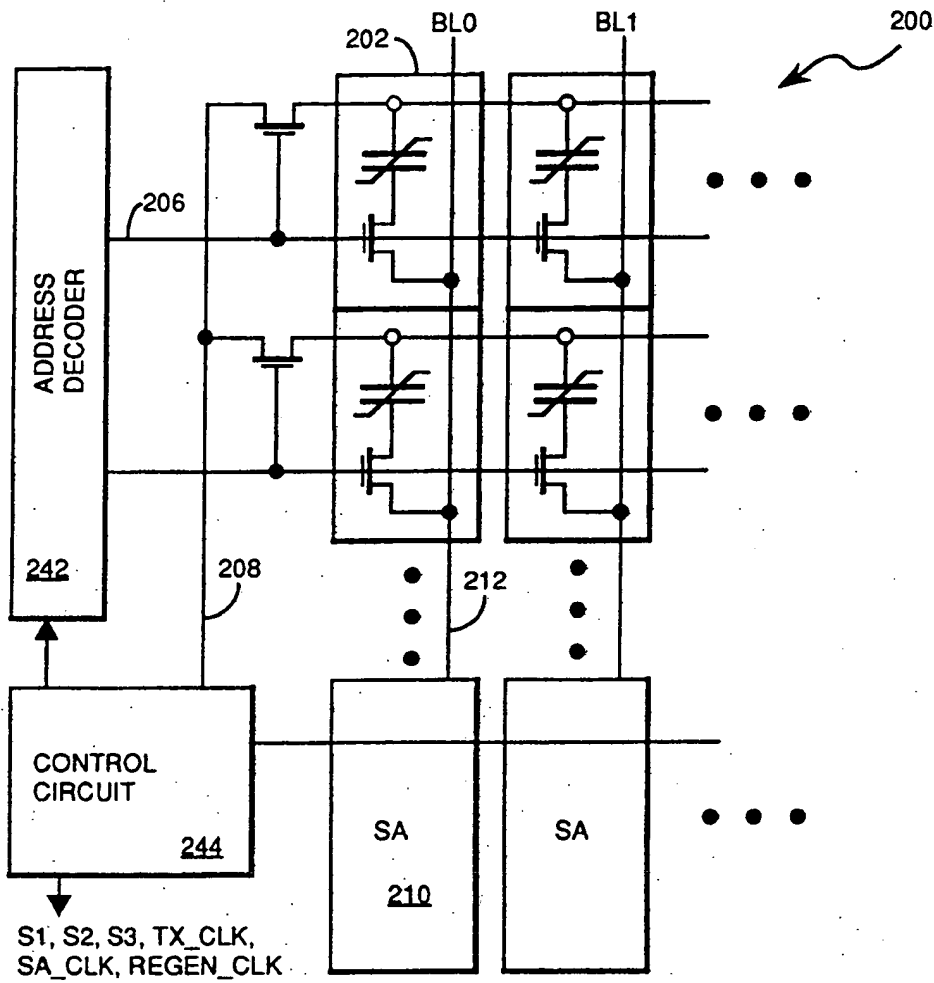 BL0
BL1
200
202
206
ADDRESS
DECODER
242
208
212
CONTROL
CIRCUIT
244
SA
210
SA
S1, S2, S3, TX_CLK,
SA_CLK, REGEN_CLK